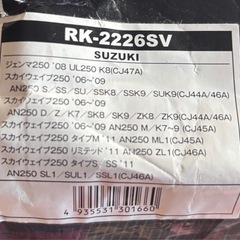 RK-2226SV
SUZUKI
ジェンマ250 '08 UL250 K8(CJ47A)
スカイウェイブ250 '06~'09
AN250 S / SS / SU／SSK8／SSK9／SUK9(CJ44A/46A)
スカイウェイブ250 '06~'09
AN250 D / Z／K7／SK8／SK9／ZK8／ZK9(CJ44A/46A)
スカイウェイブ250 '06~'09 AN250 M／K7~9 (CJ45A)
スカイウェイブ250 タイプM '11 AN250 ML1(CJ45A)
スカイウェイブ250 リミテッド '11 AN250 ZL1(CJ46A)
スカイウェイブ250 タイプS／SS '11
AN250 SL1／SUL1／SSL1(CJ46A)
4 935531 301660